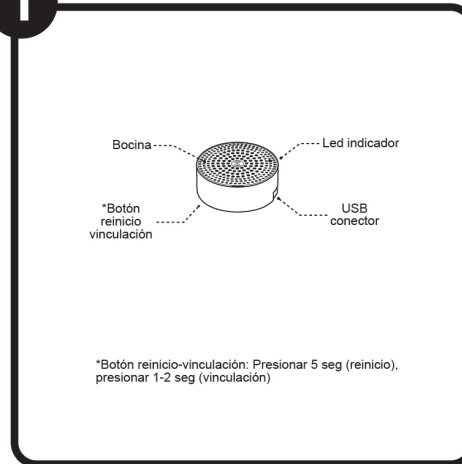 1
Bocina
Led indicador
*Botón
reinicio
vinculación
USB
conector
*Botón reinicio-vinculación: Presionar 5 seg (reinicio),
presionar 1-2 seg (vinculación)